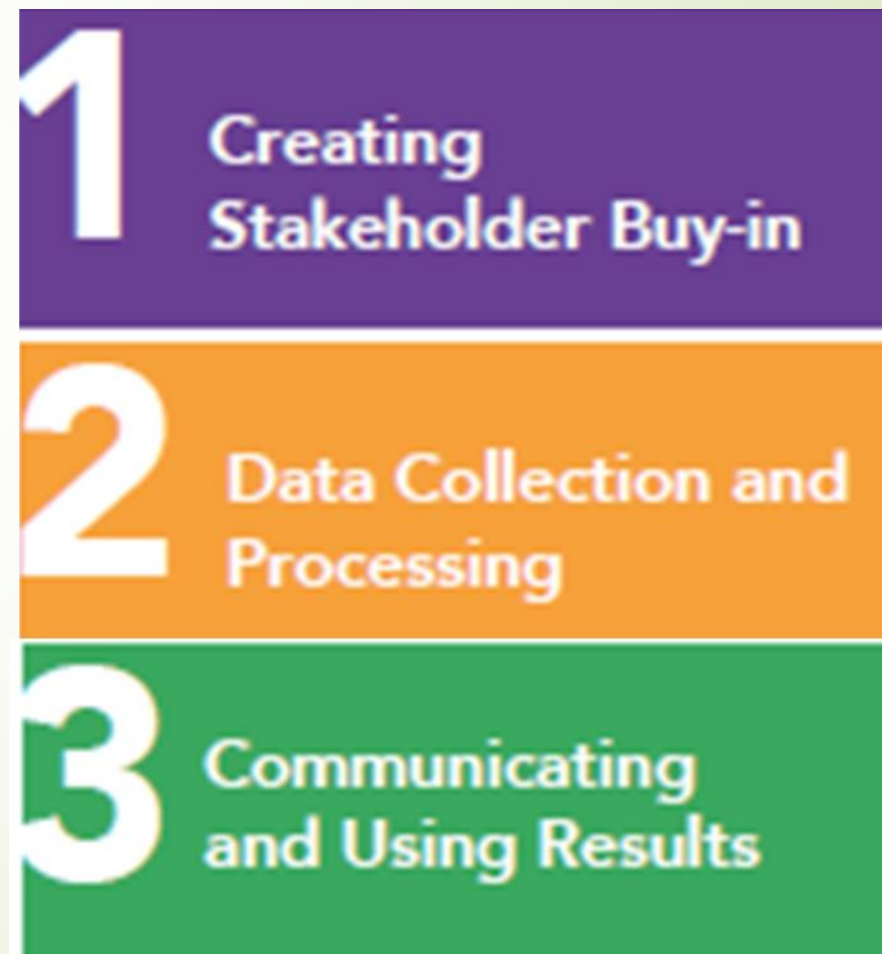 1
Creating
Stakeholder Buy-in
2
Data Collection and
Processing
3
Communicating
and Using Results